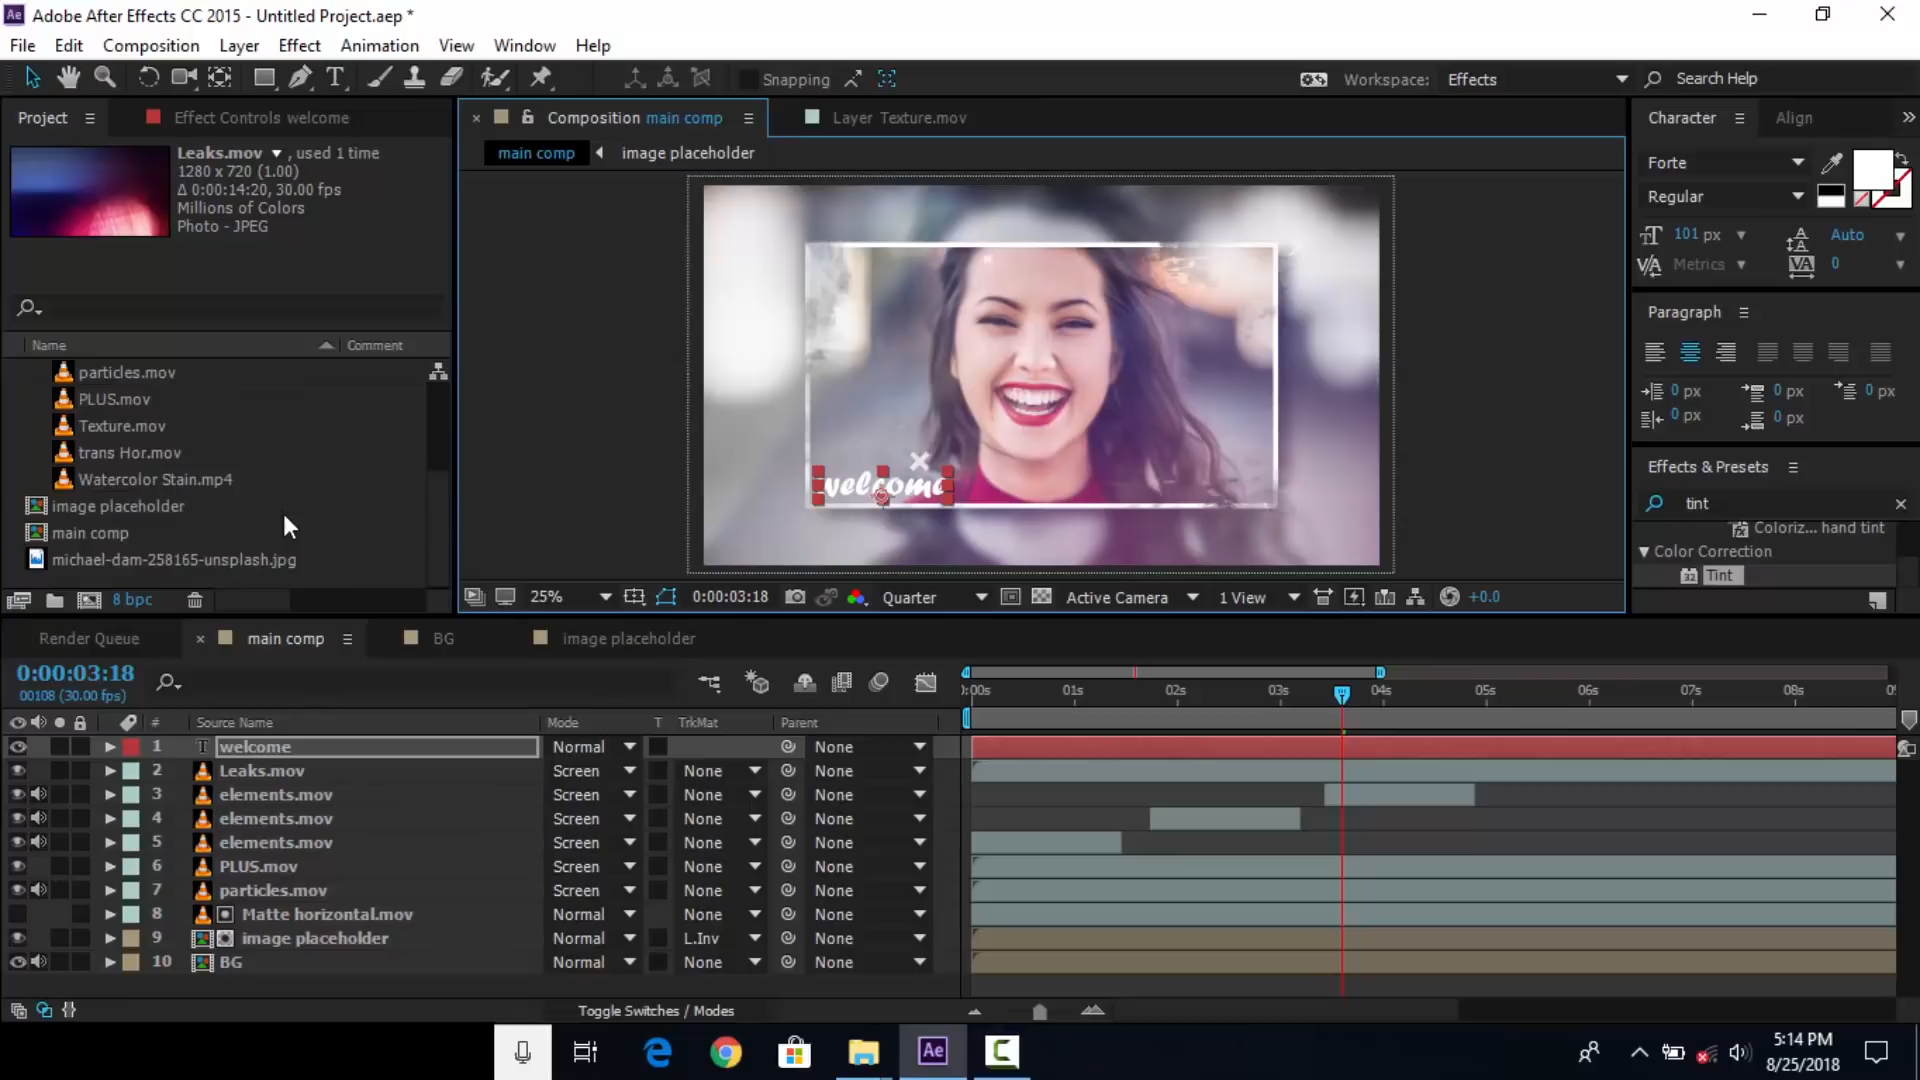 Adobe After Effects CC 2015 - Untitled Project.aep *
File Edit Composition Layer Effect Animation View Window Help
Snapping
Workspace: Effects
Search Help
Project
Effect Controls welcome
Leaks.mov , used 1 time
1280 x 720 (1.00)
Δ 0:00:14:20, 30.00 fps
Millions of Colors
Photo - JPEG
Name Comment
particles.mov
PLUS.mov
Texture.mov
trans Hor.mov
Watercolor Stain.mp4
image placeholder
main comp
michael-dam-258165-unsplash.jpg
8 bpc
Composition main comp
Layer Texture.mov
main comp image placeholder
welcome
25% 0:00:03:18 Quarter Active Camera 1 View +0.0
Character Align
Forte
Regular
101 px Auto
Metrics 0
Paragraph
0 px 0 px 0 px
0 px 0 px
Effects & Presets
tint
Coloriz... hand tint
Color Correction
Tint
Render Queue main comp BG image placeholder
0:00:03:18
00108 (30.00 fps)
:00s 01s 02s 03s 04s 05s 06s 07s 08s
# Source Name Mode T TrkMat Parent
1 welcome Normal None
2 Leaks.mov Screen None None
3 elements.mov Screen None None
4 elements.mov Screen None None
5 elements.mov Screen None None
6 PLUS.mov Screen None None
7 particles.mov Screen None None
8 Matte horizontal.mov Normal None None
9 image placeholder Normal L.Inv None
10 BG Normal None None
Toggle Switches / Modes
5:14 PM
8/25/2018